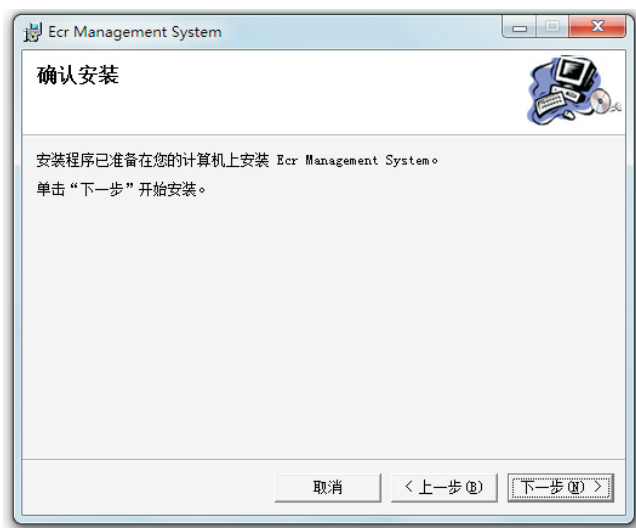 Ecr Management System
确认安装
安装程序已准备在您的计算机上安装 Ecr Management System。
单击“下一步”开始安装。
取消
< 上一步(B)
下一步(N) >